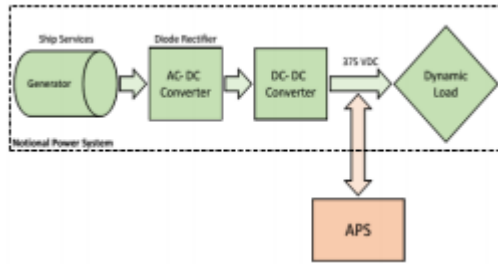 Ship Services
Generator
Diode Rectifier
AC- DC
Converter
DC- DC
Converter
375 VDC
Dynamic
Load
Notional Power System
APS